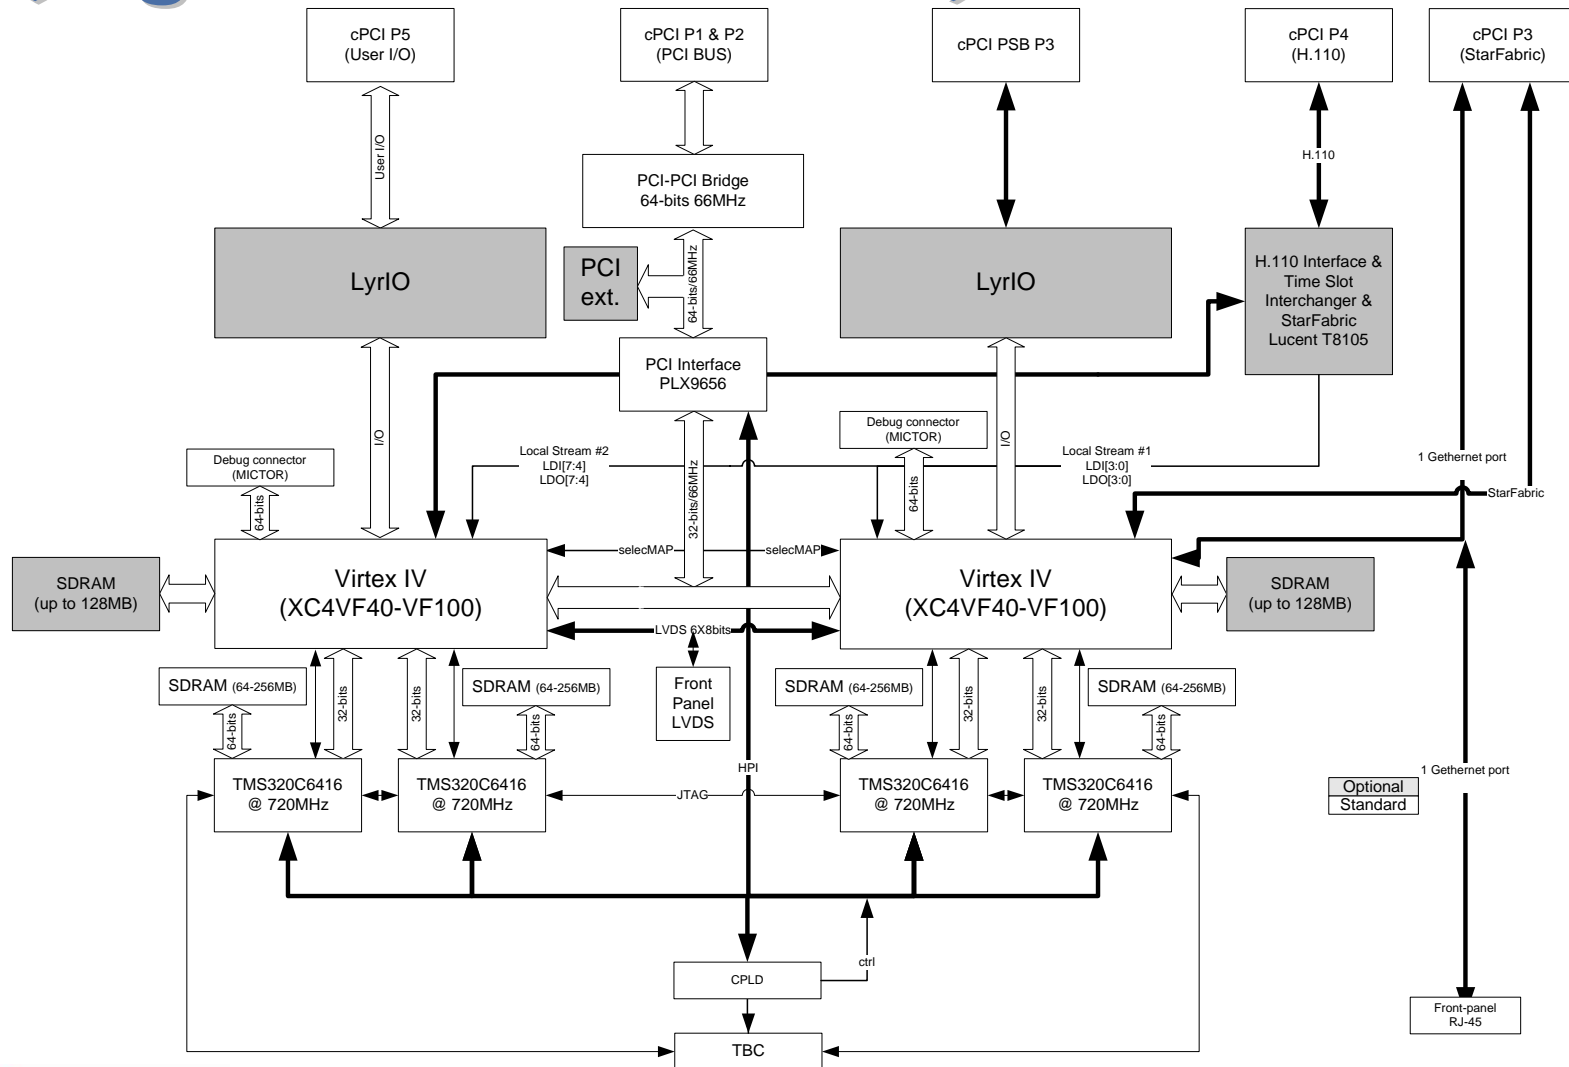 cPCI P5
(User I/O)
cPCI P1 & P2
(PCI BUS)
cPCI PSB P3
cPCI P4
(H.110)
cPCI P3
(StarFabric)
User I/O
PCI-PCI Bridge
64-bits 66MHz
H.110
LyrIO
PCI
ext.
64-bits/66MHz
LyrIO
H.110 Interface &
Time Slot
Interchanger &
StarFabric
Lucent T8105
PCI Interface
PLX9656
I/O
I/O
Debug connector
(MICTOR)
Debug connector
(MICTOR)
64-bits
64-bits
Local Stream #2
LDI[7:4]
LDO[7:4]
Local Stream #1
LDI[3:0]
LDO[3:0]
32-bits/66MHz
1 Gethernet port
StarFabric
selecMAP
selecMAP
SDRAM
(up to 128MB)
Virtex IV
(XC4VF40-VF100)
Virtex IV
(XC4VF40-VF100)
SDRAM
(up to 128MB)
LVDS 6X8bits
Front
Panel
LVDS
SDRAM (64-256MB)
SDRAM (64-256MB)
SDRAM (64-256MB)
SDRAM (64-256MB)
64-bits
32-bits
32-bits
64-bits
64-bits
32-bits
32-bits
64-bits
HPI
TMS320C6416
@ 720MHz
TMS320C6416
@ 720MHz
JTAG
TMS320C6416
@ 720MHz
TMS320C6416
@ 720MHz
1 Gethernet port
Optional
Standard
ctrl
CPLD
TBC
Front-panel
RJ-45